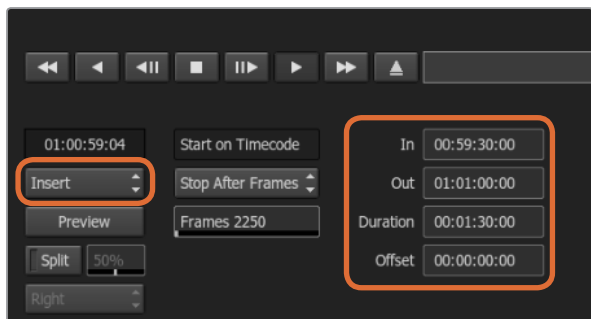 01:00:59:04 Start on Timecode In 00:59:30:00
Insert Stop After Frames Out 01:01:00:00
Preview Frames 2250 Duration 00:01:30:00
Split 50% Offset 00:00:00:00
Right